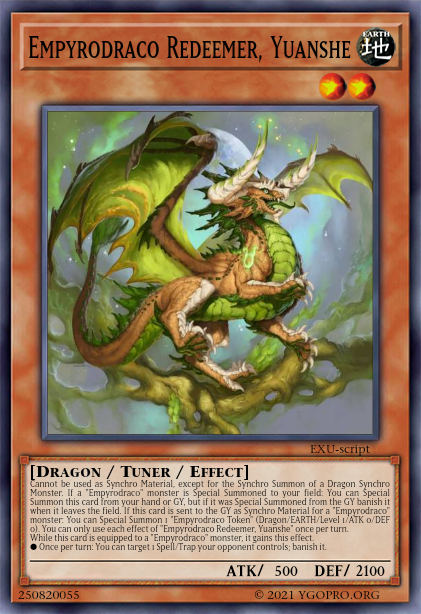 Empyrodraco Redeemer, Yuanshe
EARTH
地
EXU-script
[Dragon / Tuner / Effect]
Cannot be used as Synchro Material, except for the Synchro Summon of a Dragon Synchro
Monster. If a "Empyrodraco" monster is Special Summoned to your field: You can Special
Summon this card from your hand or GY, but if it was Special Summoned from the GY banish it
when it leaves the field. If this card is sent to the GY as Synchro Material for a "Empyrodraco"
monster: You can Special Summon 1 "Empyrodraco Token" (Dragon/EARTH/Level 1/ATK 0/DEF
0). You can only use each effect of "Empyrodraco Redeemer, Yuanshe" once per turn.
While this card is equipped to a "Empyrodraco" monster, it gains this effect.
● Once per turn: You can target 1 Spell/Trap your opponent controls; banish it.
ATK/ 500 DEF/ 2100
250820055
© 2021 YGOPRO.ORG